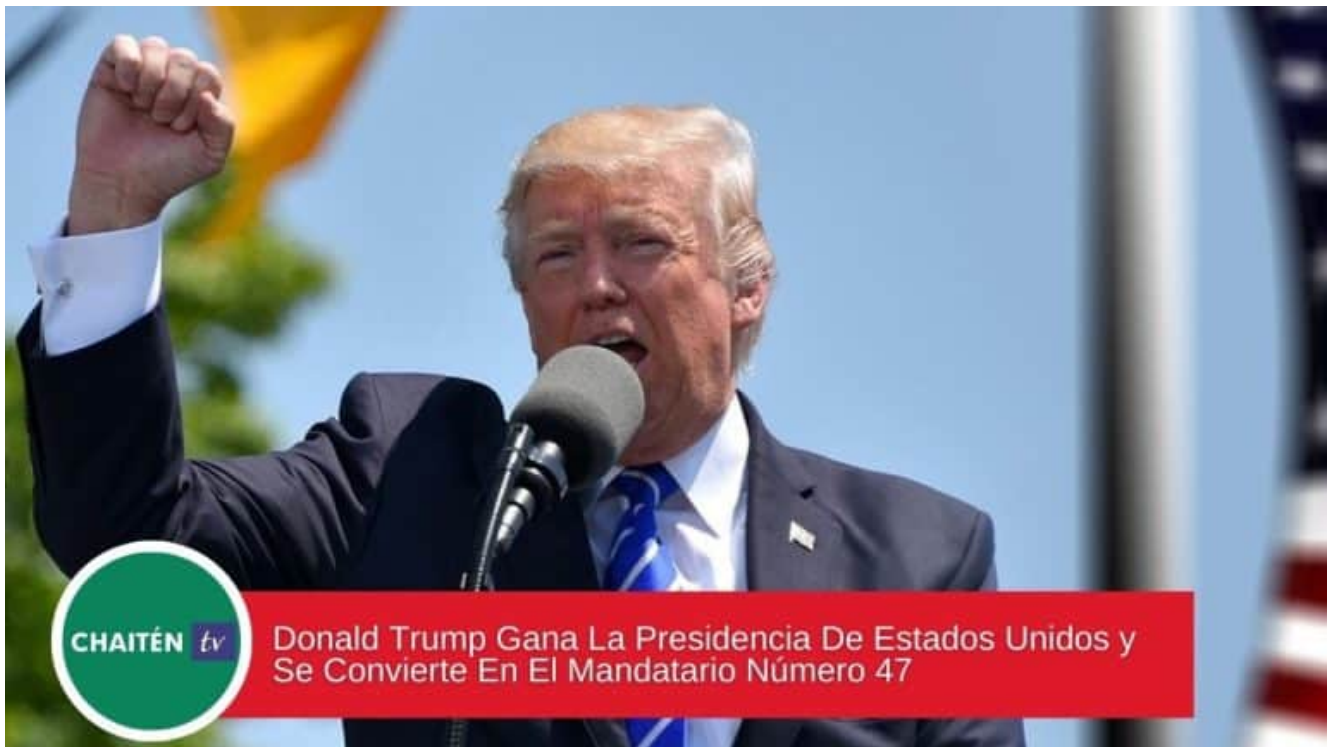 CHAITÉN tv
Donald Trump Gana La Presidencia De Estados Unidos y
Se Convierte En El Mandatario Número 47